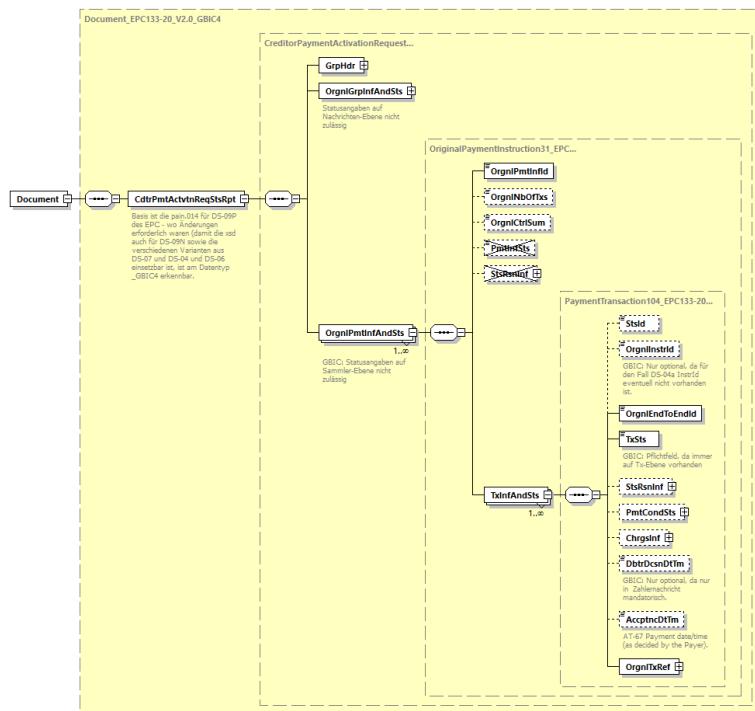 Document_EPC133-20_V2.0_GBIC4
CreditorPaymentActivationRequest...
GrpHdr
OrgnlGrpInfAndSts
Statusangaben auf
Nachrichten-Ebene nicht
zulässig
OriginalPaymentInstruction31_EPC...
OrgnlPmtInfId
OrgnlNbOfTxs
OrgnlCtrlSum
PmtInfSts
StsRsnInf
Document
CdtrPmtActvtnReqStsRpt
Basis ist die pain.014 für DS-09P
des EPC - wo Änderungen
erforderlich waren (damit die xsd
auch für DS-09N sowie die
verschiedenen Varianten aus
DS-07 und DS-04 und DS-06
einsetzbar ist, ist am Datentyp
_GBIC4 erkennbar.
OrgnlPmtInfAndSts
1..∞
GBIC: Statusangaben auf
Sammler-Ebene nicht
zulässig
PaymentTransaction104_EPC133-20...
StsId
OrgnlInstrId
GBIC: Nur optional, da für
den Fall DS-04a InstrId
eventuell nicht vorhanden
ist.
OrgnlEndToEndId
TxSts
GBIC: Pflichtfeld, da immer
auf Tx-Ebene vorhanden
TxInfAndSts
1..∞
StsRsnInf
PmtCondSts
ChrgsInf
DbtrDcsnDtTm
GBIC: Nur optional, da nur
in Zahlernachricht
mandatorisch.
AccptncDtTm
AT-67 Payment date/time
(as decided by the Payer).
OrgnlTxRef